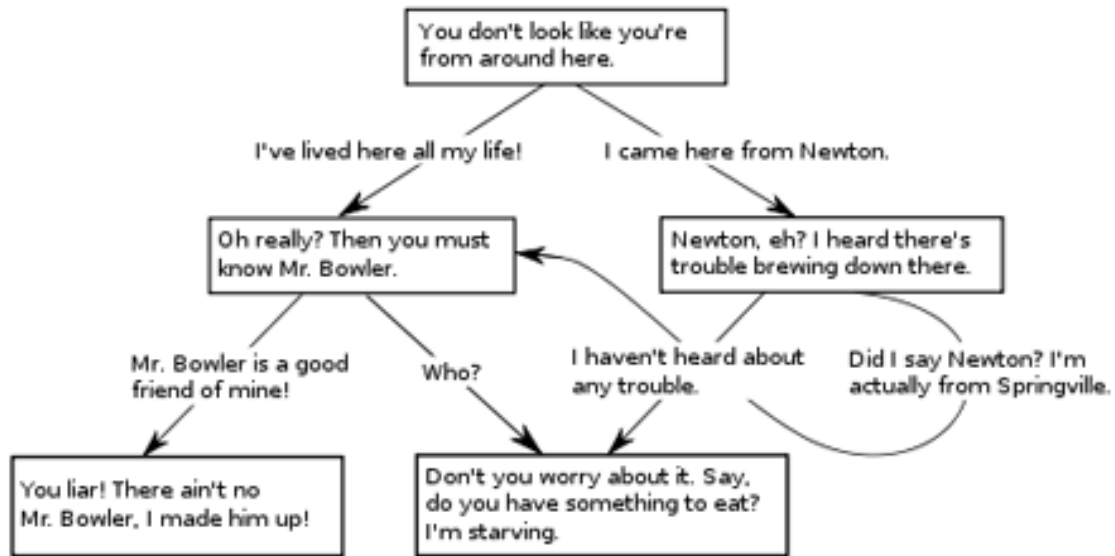 You don't look like you're
from around here.
I've lived here all my life!
I came here from Newton.
Oh really? Then you must
know Mr. Bowler.
Newton, eh? I heard there's
trouble brewing down there.
Mr. Bowler is a good
friend of mine!
Who?
I haven't heard about
any trouble.
Did I say Newton? I'm
actually from Springville.
You liar! There ain't no
Mr. Bowler, I made him up!
Don't you worry about it. Say,
do you have something to eat?
I'm starving.